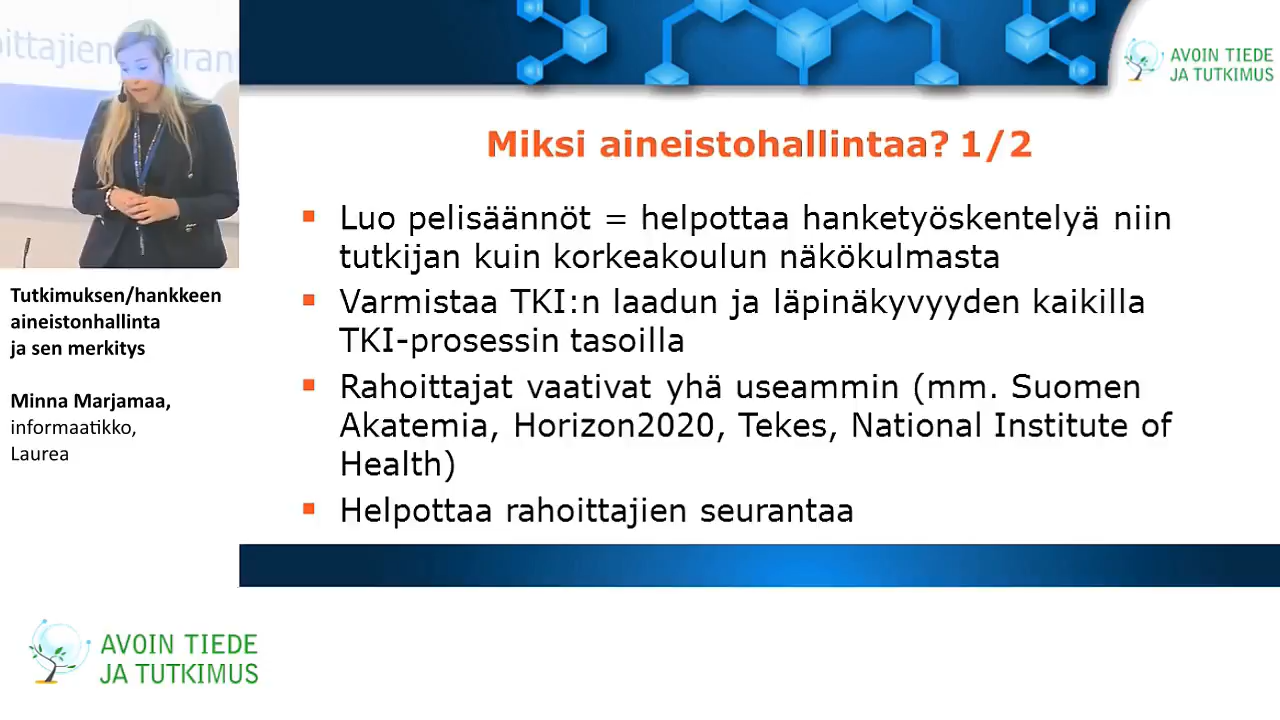 oittajien seurant
AVOIN TIEDE
JA TUTKIMUS
Miksi aineistohallintaa? 1/2
Luo pelisäännöt = helpottaa hanketyöskentelyä niin
tutkijan kuin korkeakoulun näkökulmasta
Varmistaa TKI:n laadun ja läpinäkyvyyden kaikilla
TKI-prosessin tasoilla
Rahoittajat vaativat yhä useammin (mm. Suomen
Akatemia, Horizon2020, Tekes, National Institute of
Health)
Helpottaa rahoittajien seurantaa
Tutkimuksen/hankkeen
aineistonhallinta
ja sen merkitys
Minna Marjamaa,
informaatikko,
Laurea
AVOIN TIEDE
JA TUTKIMUS